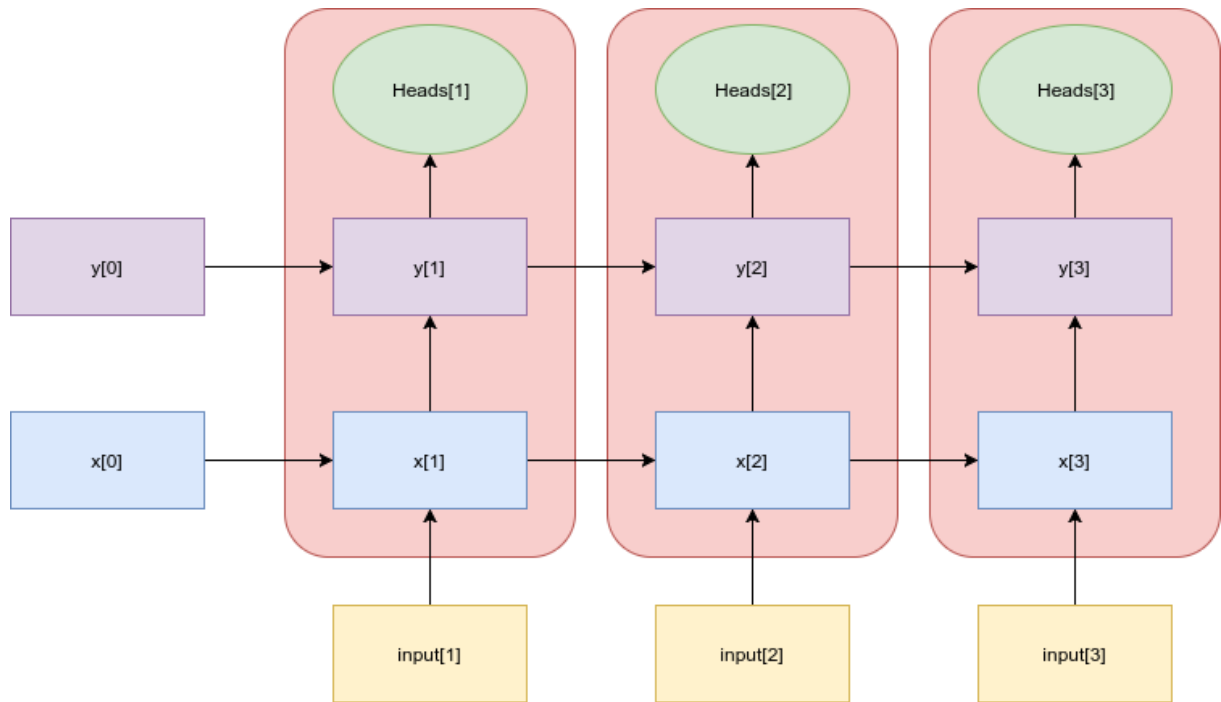 Heads[1]
Heads[2]
Heads[3]
y[0]
y[1]
y[2]
y[3]
x[0]
x[1]
x[2]
x[3]
input[1]
input[2]
input[3]